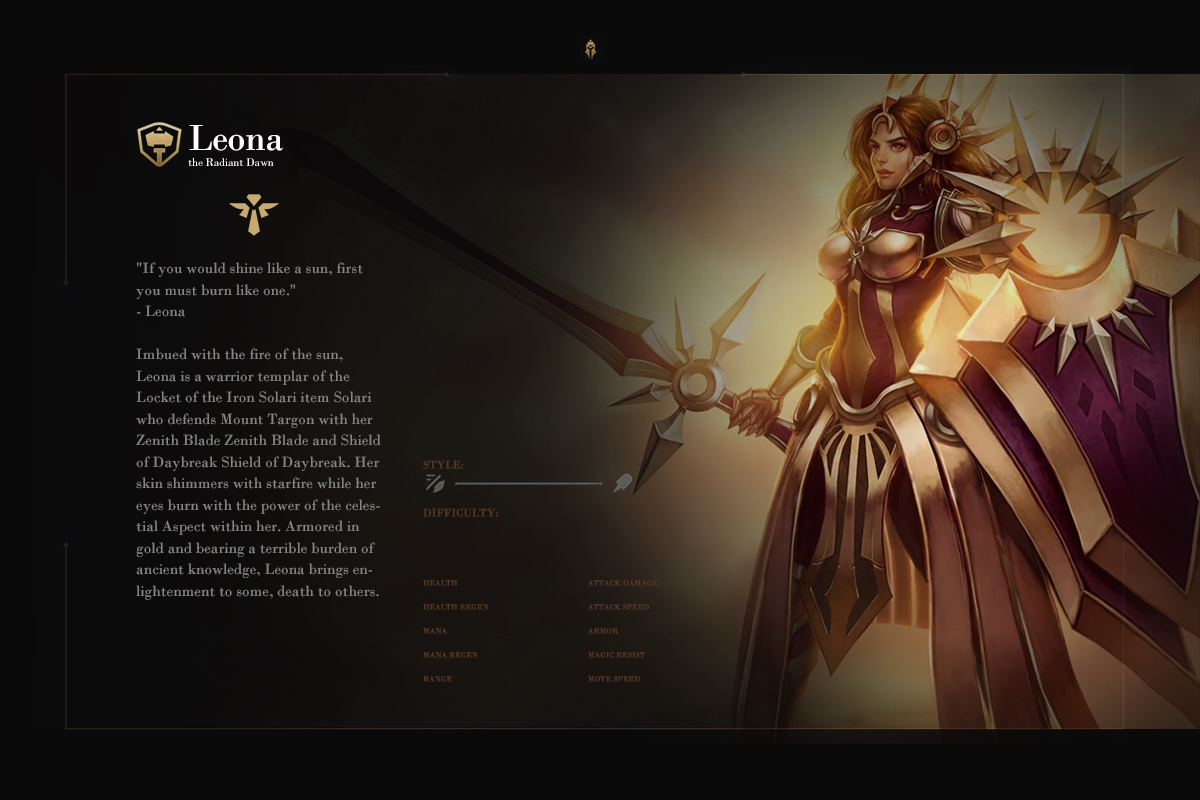 Leona
the Radiant Dawn
"If you would shine like a sun, first
you must burn like one."
- Leona
Imbued with the fire of the sun,
Leona is a warrior templar of the
Locket of the Iron Solari item Solari
who defends Mount Targon with her
Zenith Blade Zenith Blade and Shield
of Daybreak Shield of Daybreak. Her
skin shimmers with starfire while her
eyes burn with the power of the celes-
tial Aspect within her. Armored in
gold and bearing a terrible burden of
ancient knowledge, Leona brings en-
lightenment to some, death to others.
STYLE:
DIFFICULTY:
HEALTH
HEALTH REGEN
MANA
MANA REGEN
RANGE
ATTACK DAMAGE
ATTACK SPEED
ARMOR
MAGIC RESIST
MOVE SPEED